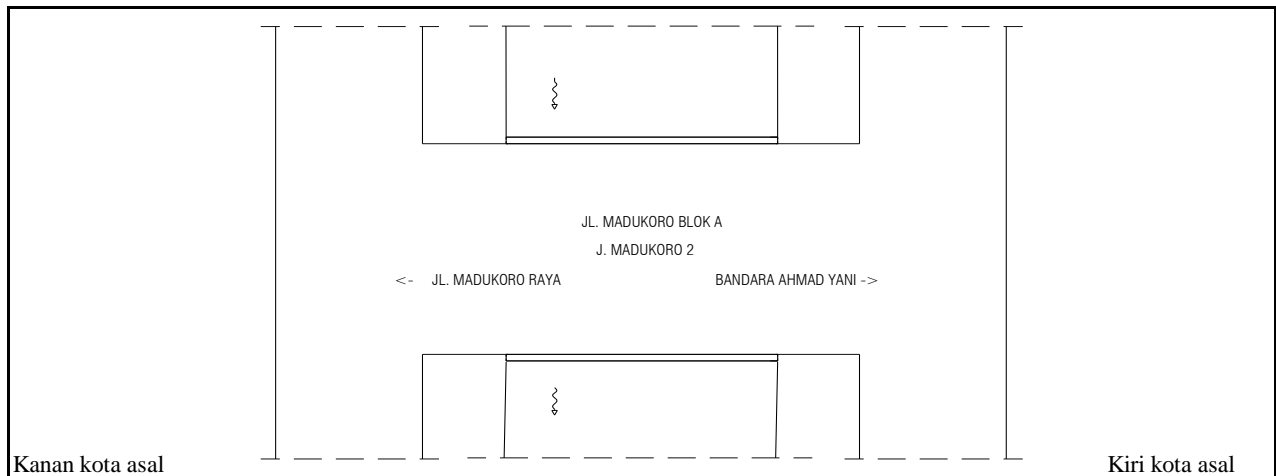 JL. MADUKORO BLOK A
J. MADUKORO 2
<- JL. MADUKORO RAYA BANDARA AHMAD YANI ->
Kanan kota asal Kiri kota asal